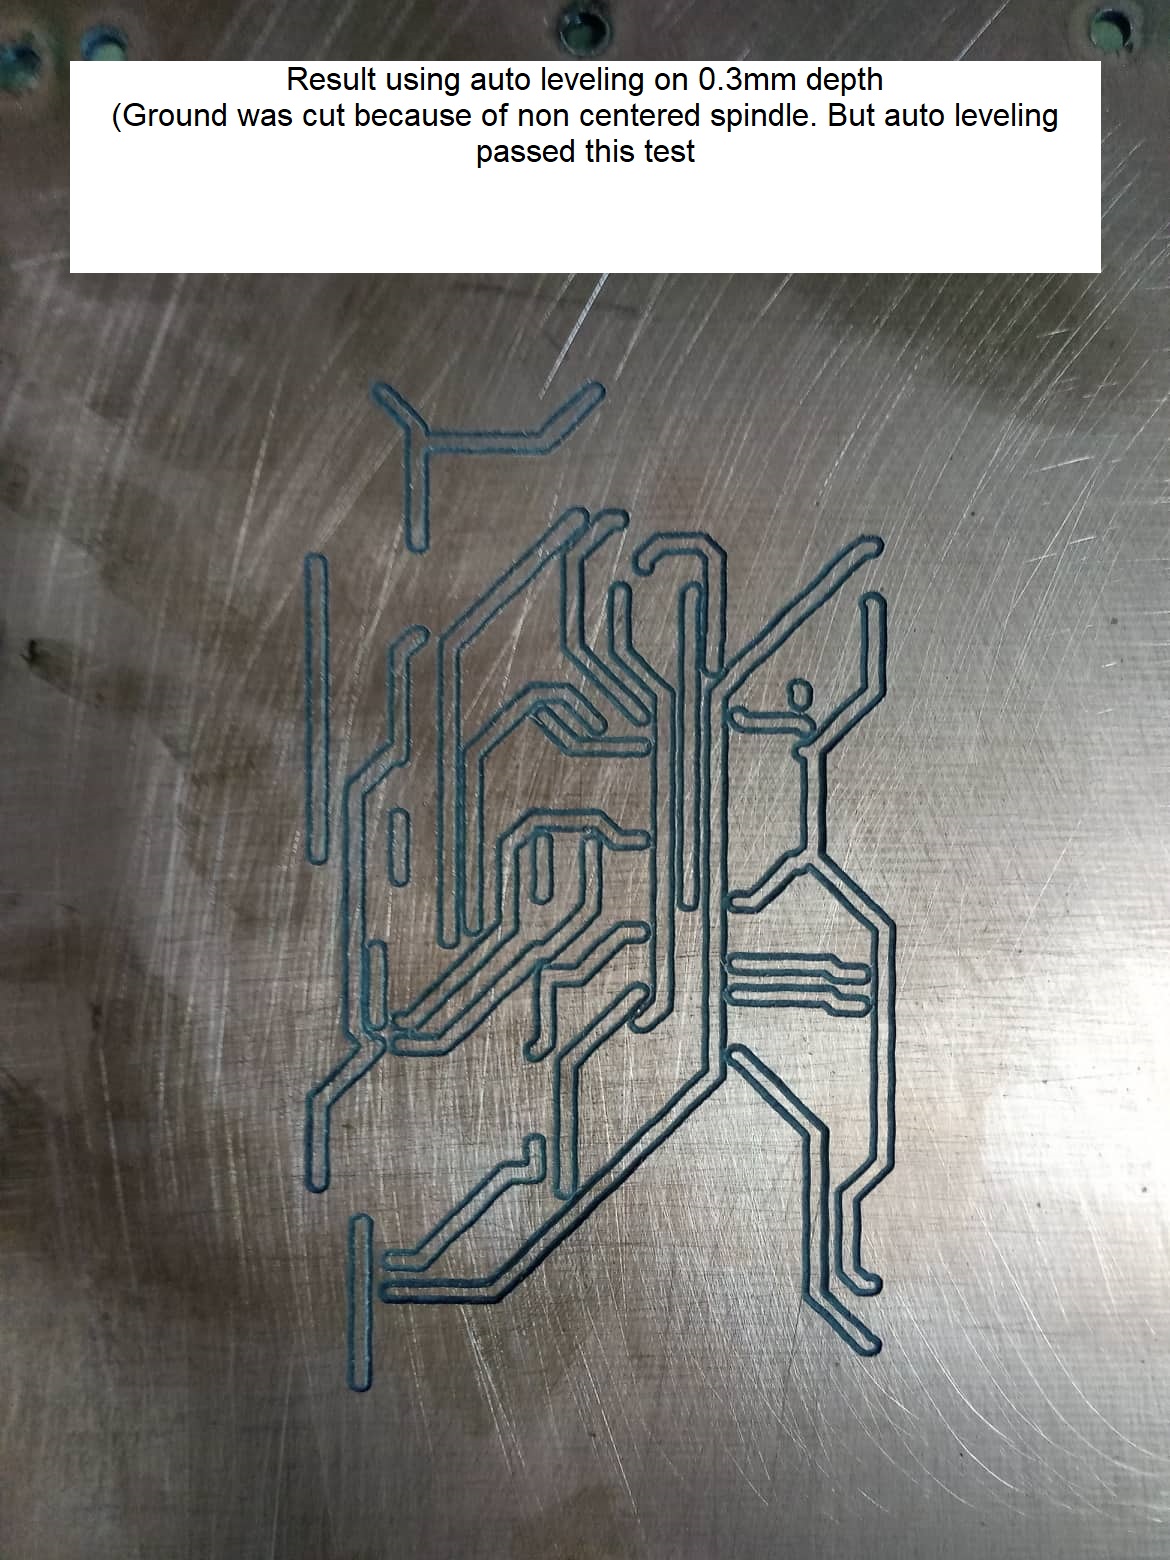 Result using auto leveling on 0.3mm depth
(Ground was cut because of non centered spindle. But auto leveling
passed this test